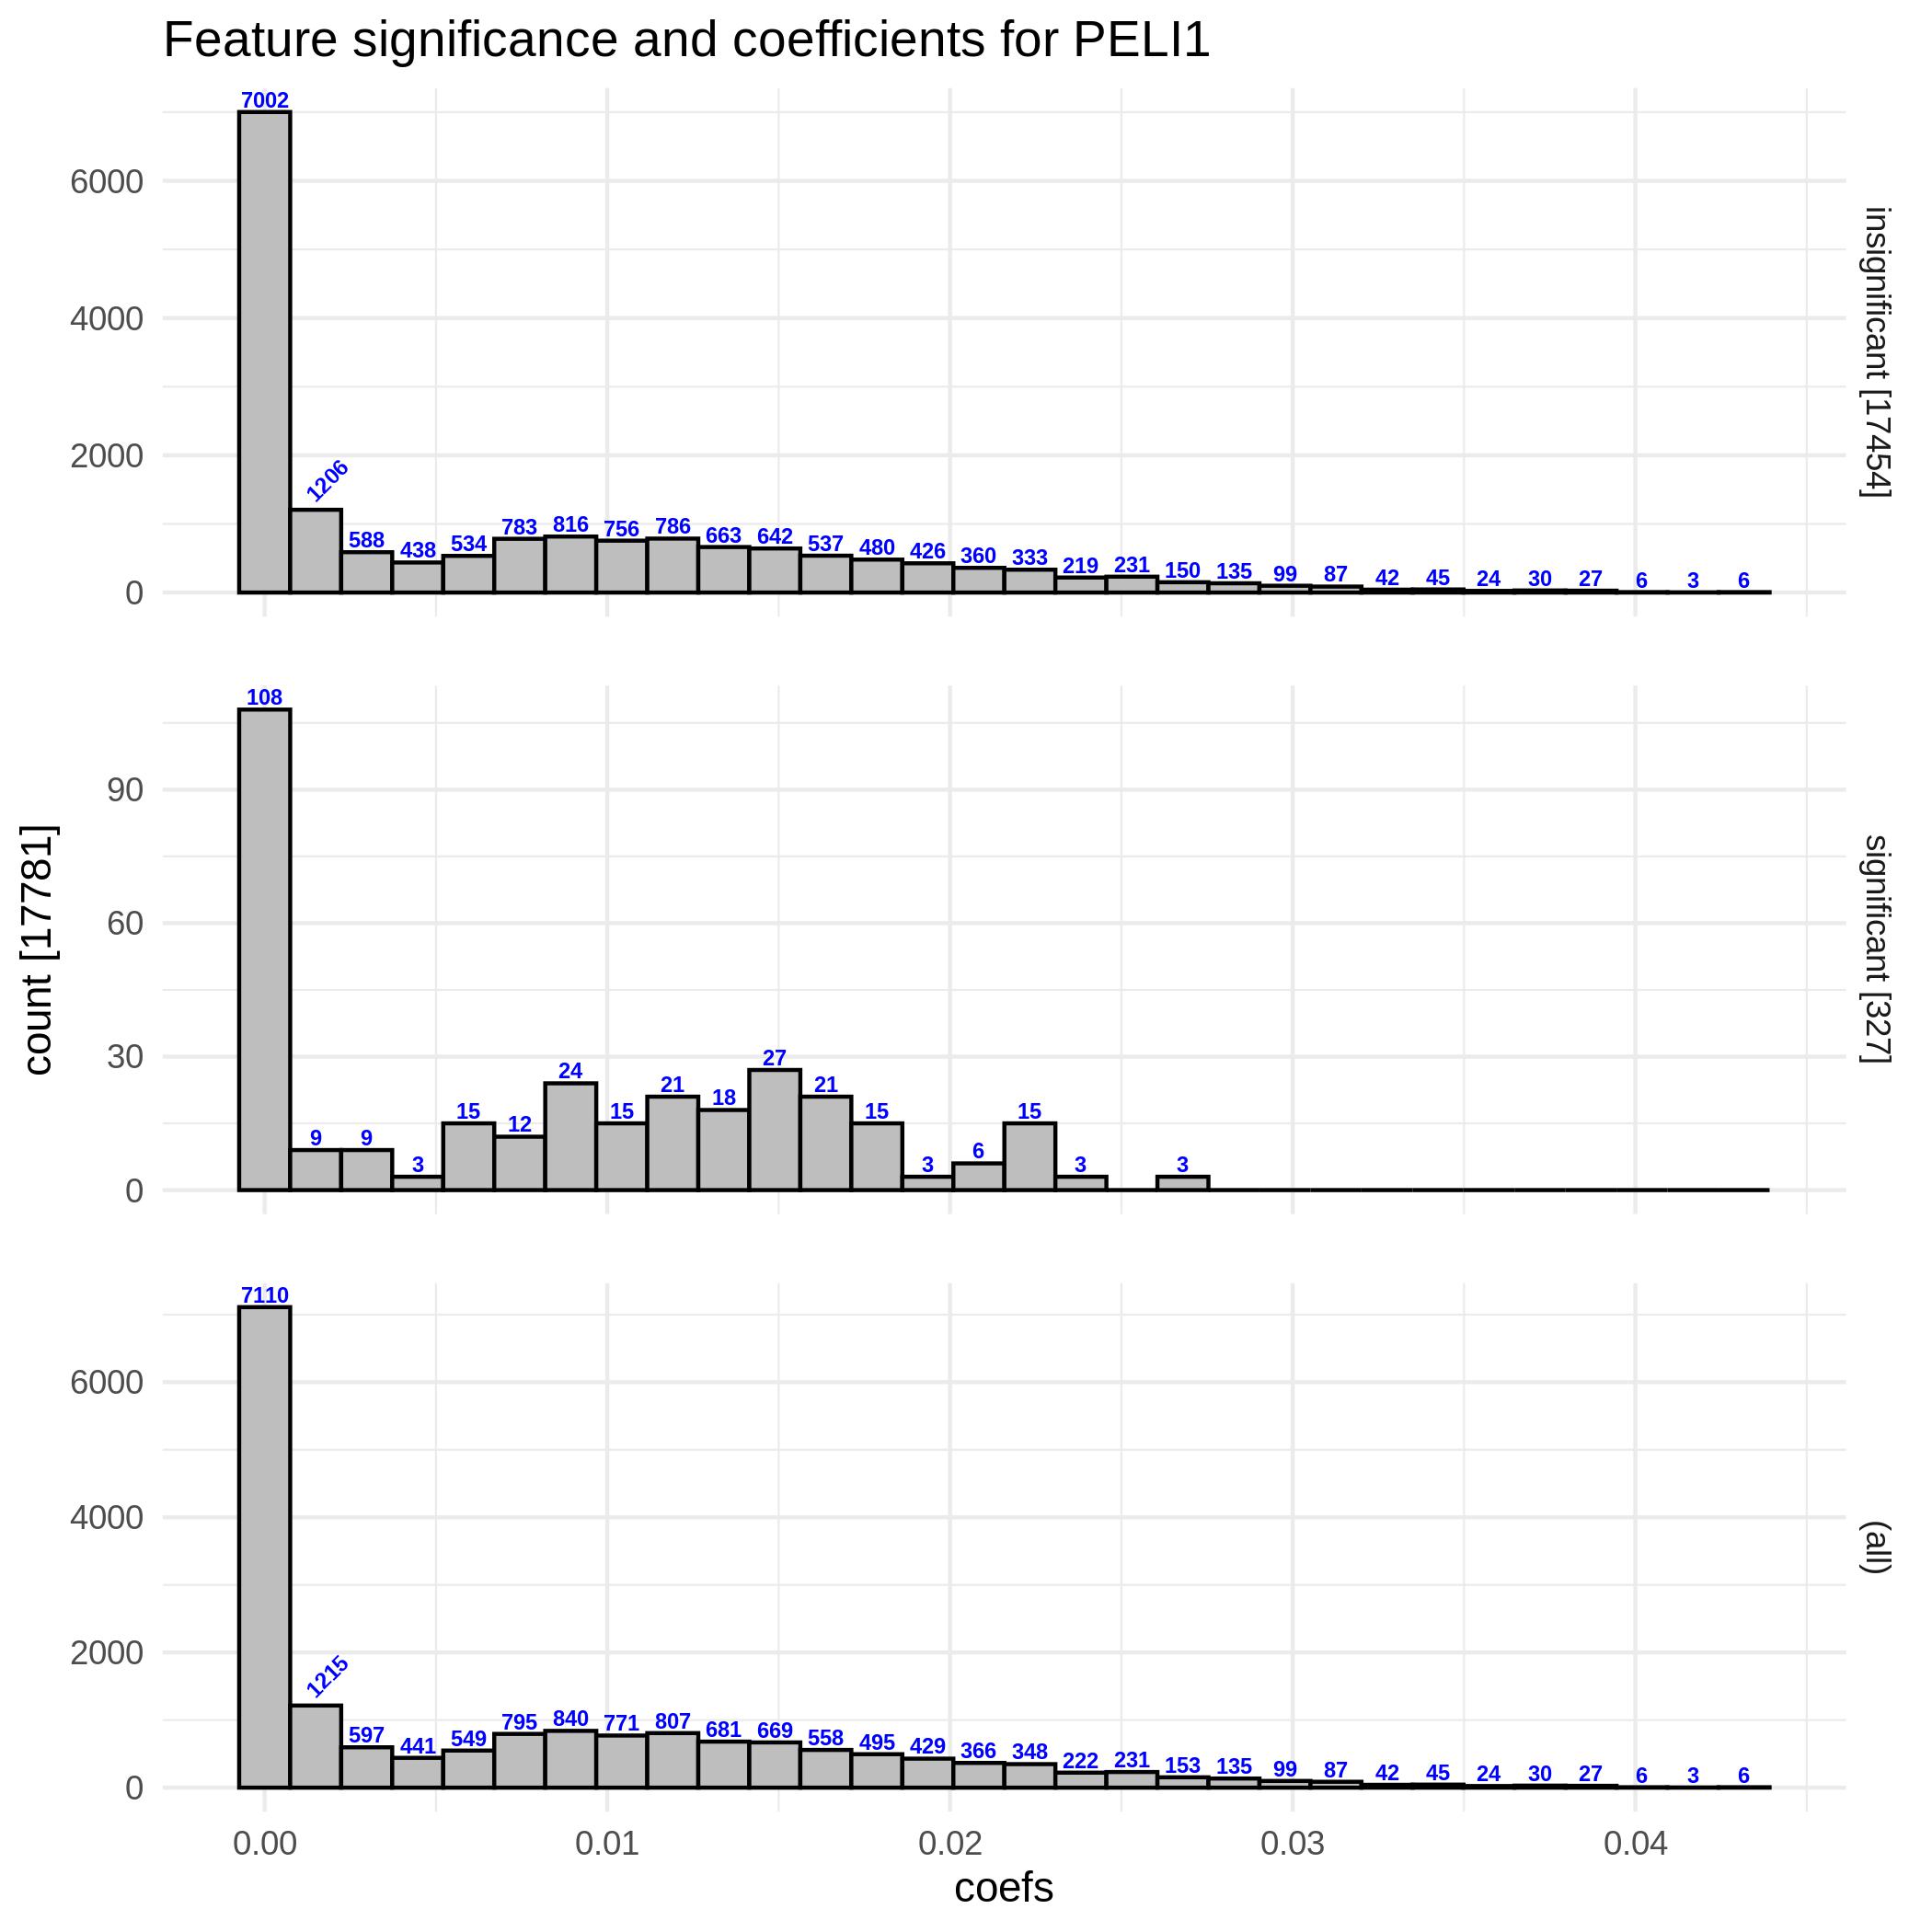 Feature significance and coefficients for PELI1
7002
6000
4000
2000
0
1206
588 438 534 783 816 756 786 663 642 537 480 426 360 333 219 231 150 135 99 87 42 45 24 30 27 6 3 6
insignificant [17454]
count [17781]
108
90
60
30
0
9 9 3 15 12 24 15 21 18 27 21 15 3 6 15 3 3
significant [327]
7110
6000
4000
2000
0
1215
597 441 549 795 840 771 807 681 669 558 495 429 366 348 222 231 153 135 99 87 42 45 24 30 27 6 3 6
(all)
0.00 0.01 0.02 0.03 0.04
coefs